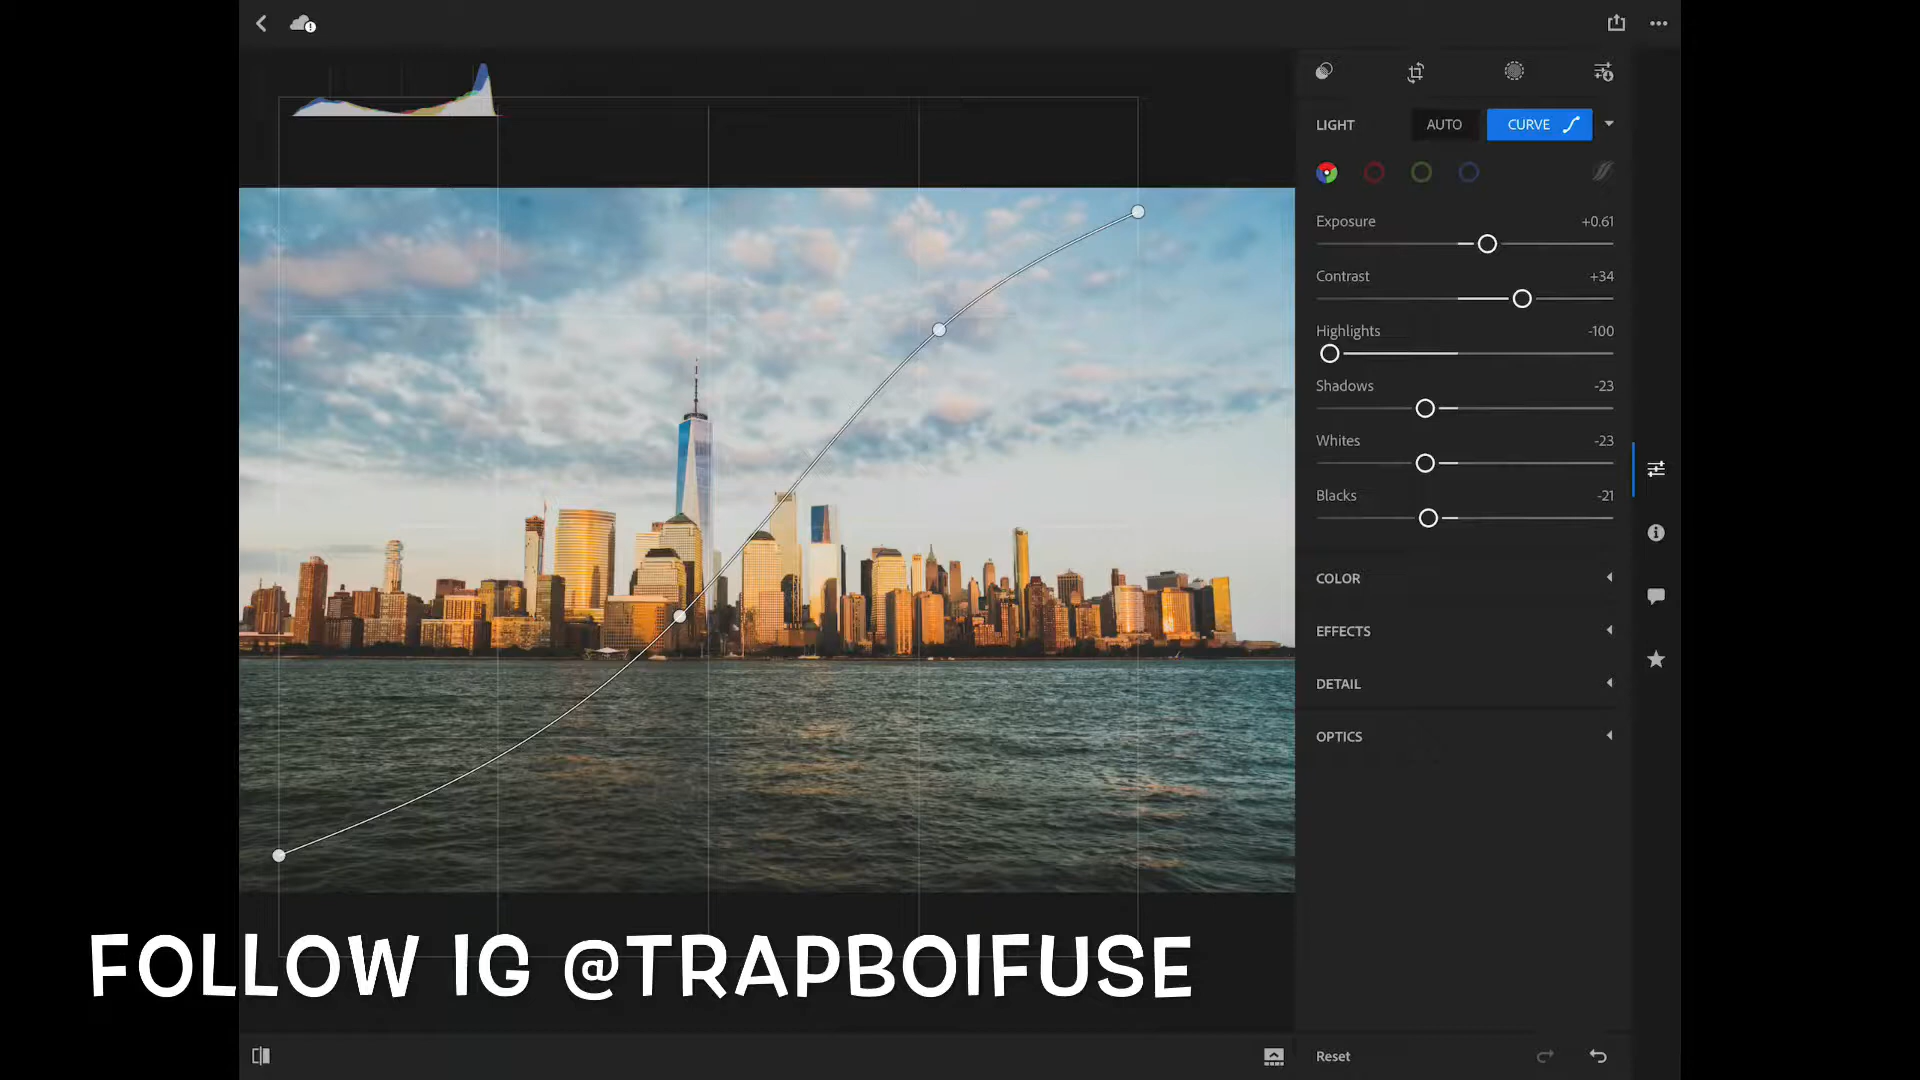 LIGHT AUTO CURVE
Exposure +0.61
Contrast +34
Highlights -100
Shadows -23
Whites -23
Blacks -21
COLOR
EFFECTS
DETAIL
OPTICS
FOLLOW IG @TRAPBOIFUSE
Reset